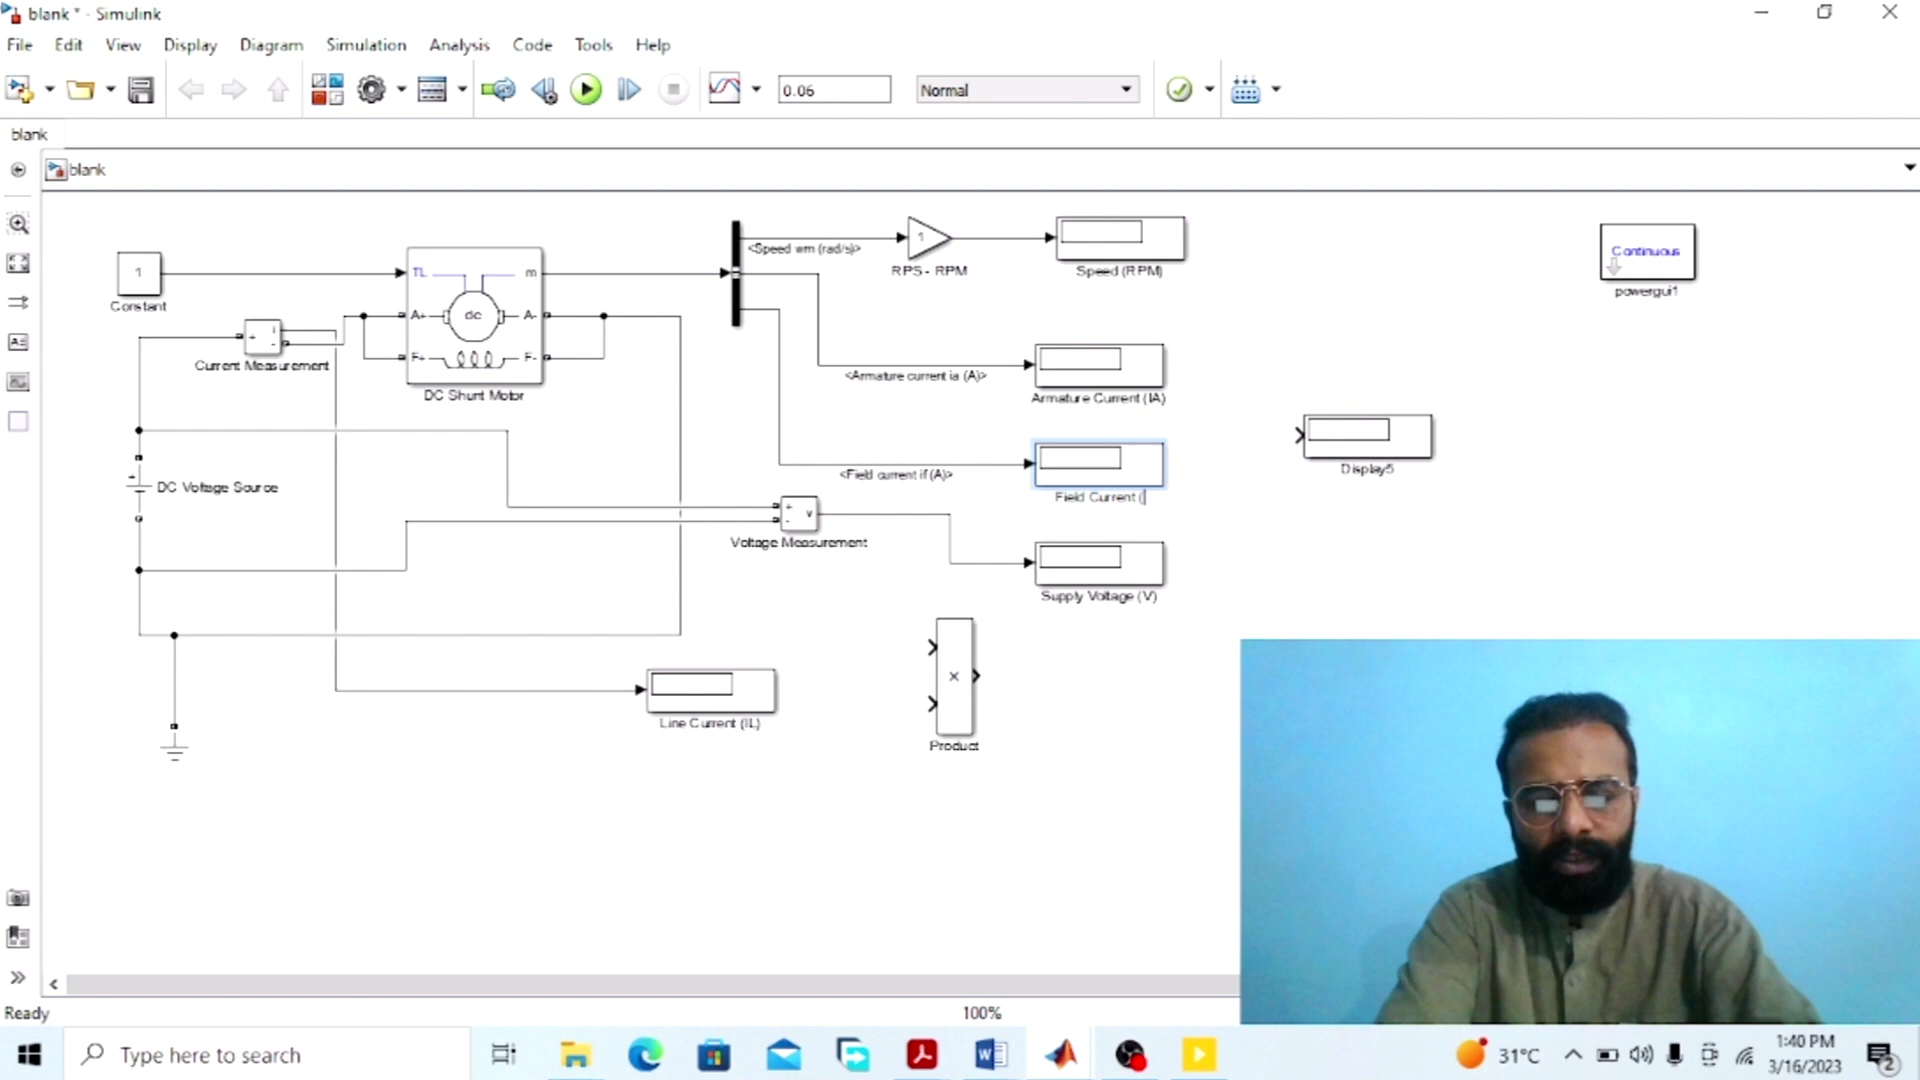 blank * - Simulink
File Edit View Display Diagram Simulation Analysis Code Tools Help
0.06
Normal
blank
blank
1
Constant
TL
m
A+
dc
A-
F+
F-
DC Shunt Motor
+
-
i
Current Measurement
<Speed wm (rad/s)>
1
RPS - RPM
Speed (RPM)
Continuous
powergui1
<Armature current ia (A)>
Armature Current (IA)
Display5
<Field current if (A)>
Field Current (
+
DC Voltage Source
+
-
v
Voltage Measurement
Supply Voltage (V)
×
Product
Line Current (IL)
Ready
100%
Type here to search
31°C
1:40 PM
3/16/2023
2